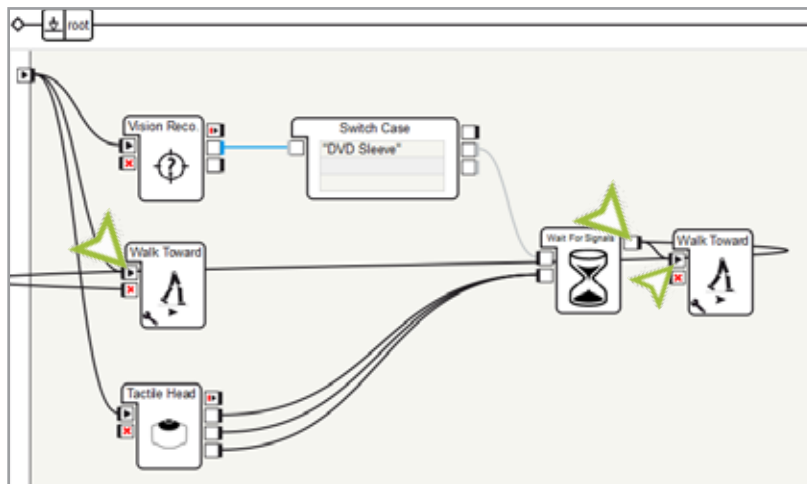 root
Vision Reco.
Switch Case
"DVD Sleeve"
Walk Toward
Wait For Signals
Walk Toward
Tactile Head